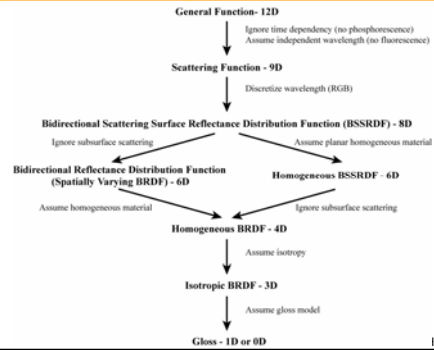 General Function- 12D
Ignore time dependency (no phosphorescence)
Assume independent wavelength (no fluorescence)
Scattering Function - 9D
Discretize wavelength (RGB)
Bidirectional Scattering Surface Reflectance Distribution Function (BSSRDF) - 8D
Ignore subsurface scattering
Assume planar homogeneous material
Bidirectional Reflectance Distribution Function
(Spatially Varying BRDF) - 6D
Homogeneous BSSRDF - 6D
Assume homogeneous material
Ignore subsurface scattering
Homogeneous BRDF - 4D
Assume isotropy
Isotropic BRDF - 3D
Assume gloss model
Gloss - 1D or 0D